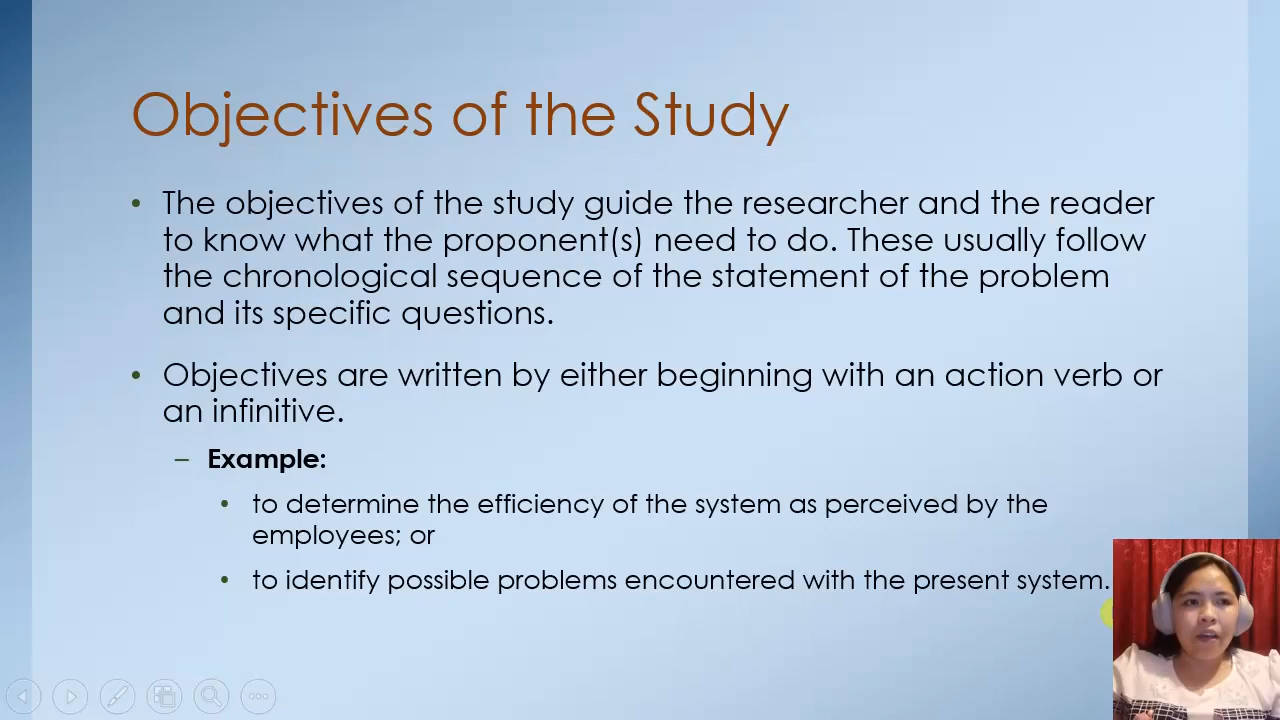 Objectives of the Study
• The objectives of the study guide the researcher and the reader
to know what the proponent(s) need to do. These usually follow
the chronological sequence of the statement of the problem
and its specific questions.
• Objectives are written by either beginning with an action verb or
an infinitive.
– Example:
• to determine the efficiency of the system as perceived by the
employees; or
• to identify possible problems encountered with the present system.